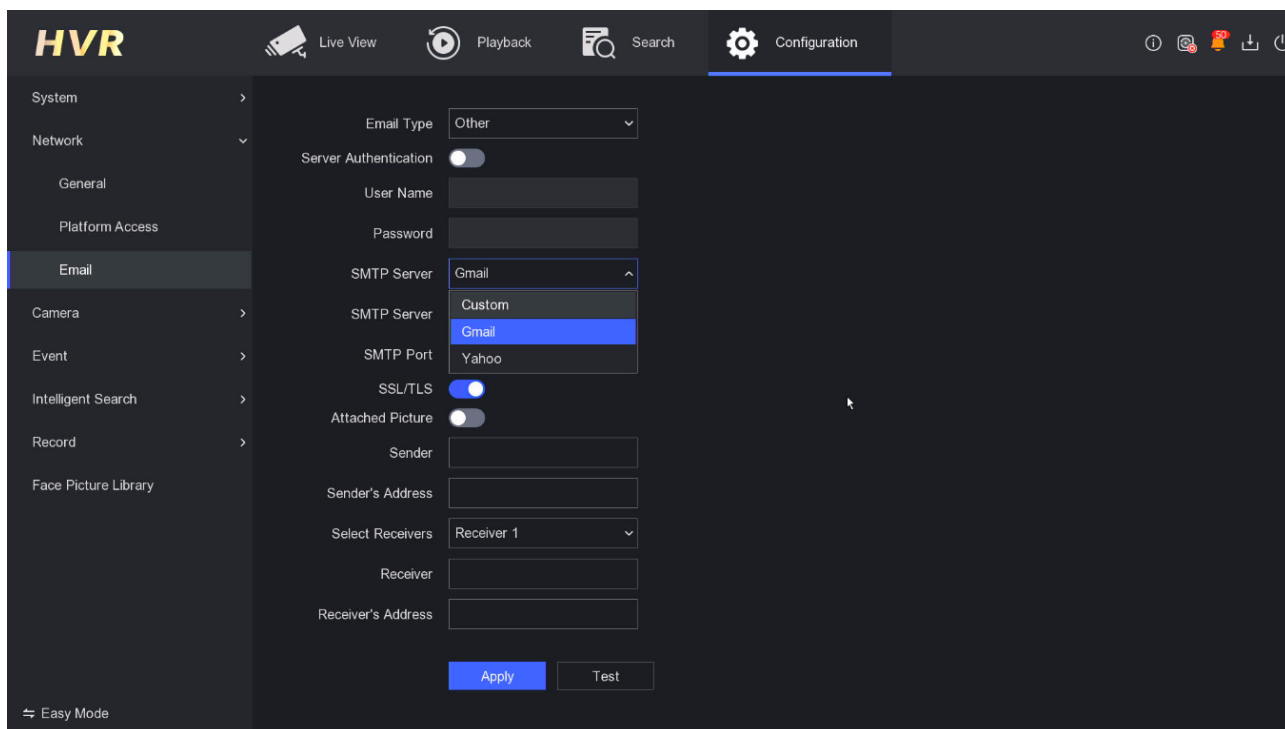 HVR
Live View
Playback
Search
Configuration
50
System
Network
General
Platform Access
Email
Camera
Event
Intelligent Search
Record
Face Picture Library
Easy Mode
Email Type Other
Server Authentication
User Name
Password
SMTP Server Gmail
Custom
SMTP Server
Gmail
SMTP Port
Yahoo
SSL/TLS
Attached Picture
Sender
Sender's Address
Select Receivers Receiver 1
Receiver
Receiver's Address
Apply
Test